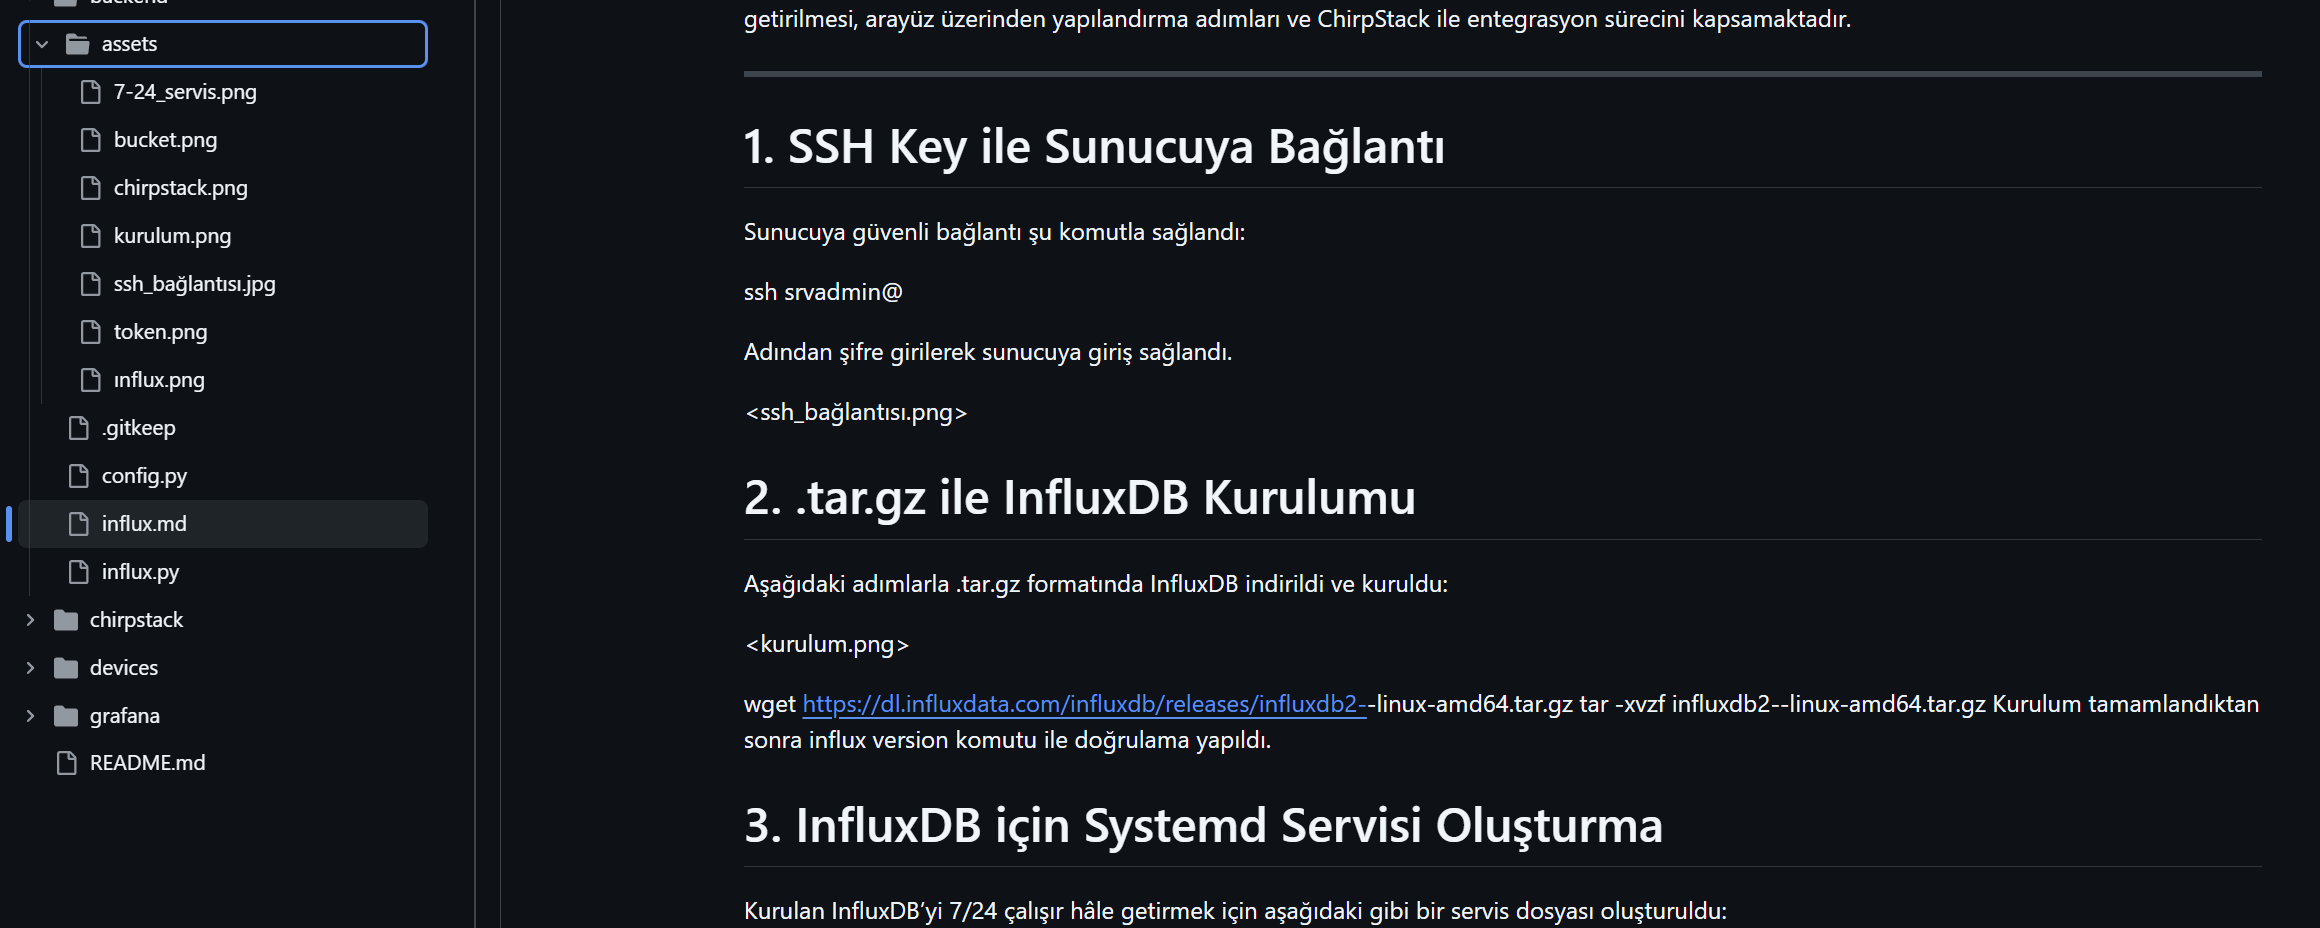 backend
assets
7-24_servis.png
bucket.png
chirpstack.png
kurulum.png
ssh_bağlantısı.jpg
token.png
ınflux.png
.gitkeep
config.py
influx.md
influx.py
chirpstack
devices
grafana
README.md
getirilmesi, arayüz üzerinden yapılandırma adımları ve ChirpStack ile entegrasyon sürecini kapsamaktadır.
1. SSH Key ile Sunucuya Bağlantı
Sunucuya güvenli bağlantı şu komutla sağlandı:
ssh srvadmin@
Adından şifre girilerek sunucuya giriş sağlandı.
<ssh_bağlantısı.png>
2. .tar.gz ile InfluxDB Kurulumu
Aşağıdaki adımlarla .tar.gz formatında InfluxDB indirildi ve kuruldu:
<kurulum.png>
wget https://dl.influxdata.com/influxdb/releases/influxdb2--linux-amd64.tar.gz tar -xvzf influxdb2--linux-amd64.tar.gz Kurulum tamamlandıktan
sonra influx version komutu ile doğrulama yapıldı.
3. InfluxDB için Systemd Servisi Oluşturma
Kurulan InfluxDB’yi 7/24 çalışır hâle getirmek için aşağıdaki gibi bir servis dosyası oluşturuldu: